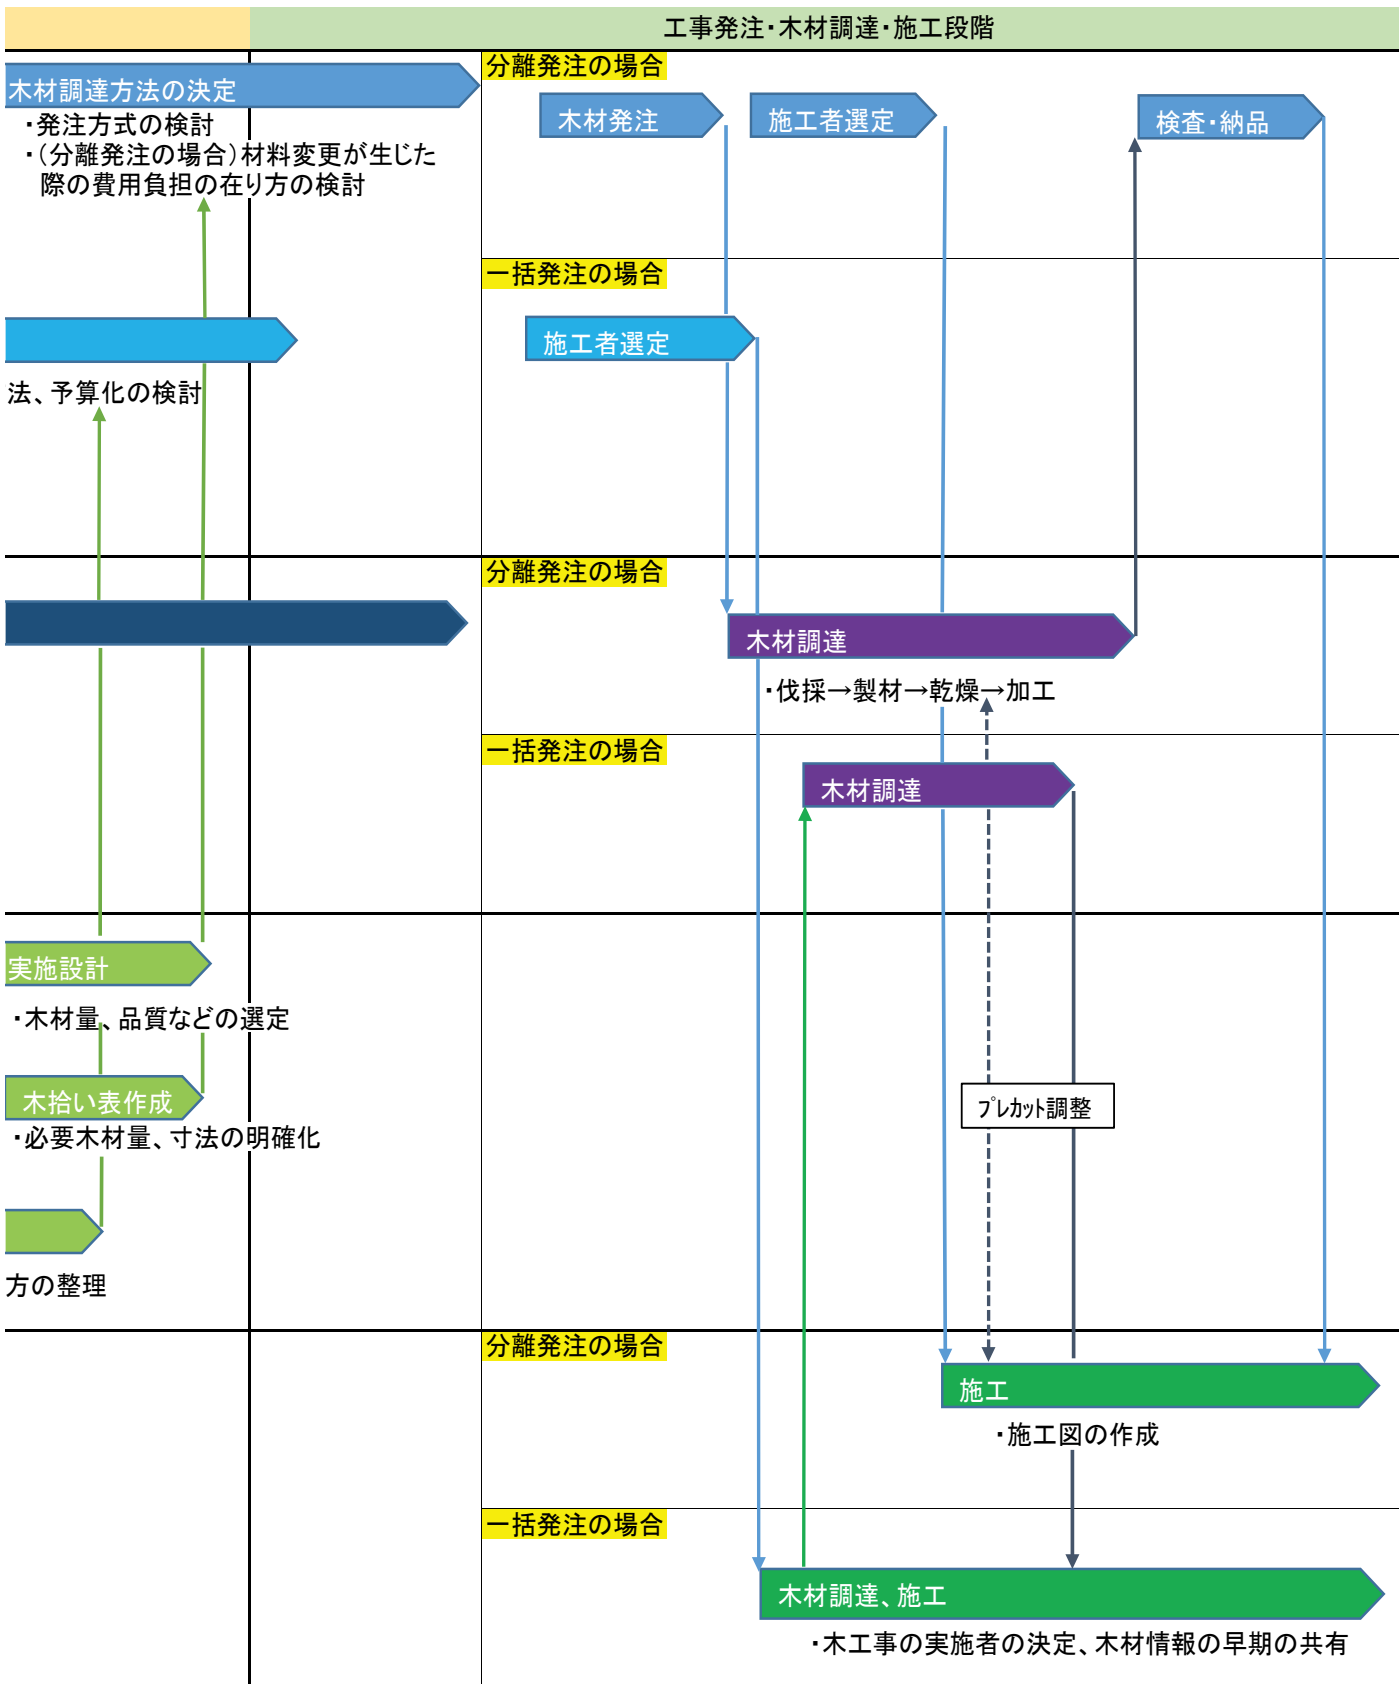 工事発注・木材調達・施工段階
木材調達方法の決定
・発注方式の検討
・(分離発注の場合)材料変更が生じた
際の費用負担の在り方の検討
分離発注の場合
木材発注
施工者選定
検査・納品
一括発注の場合
施工者選定
法、予算化の検討
分離発注の場合
木材調達
・伐採→製材→乾燥→加工
一括発注の場合
木材調達
実施設計
・木材量、品質などの選定
木拾い表作成
・必要木材量、寸法の明確化
プレカット調整
方の整理
分離発注の場合
施工
・施工図の作成
一括発注の場合
木材調達、施工
・木工事の実施者の決定、木材情報の早期の共有